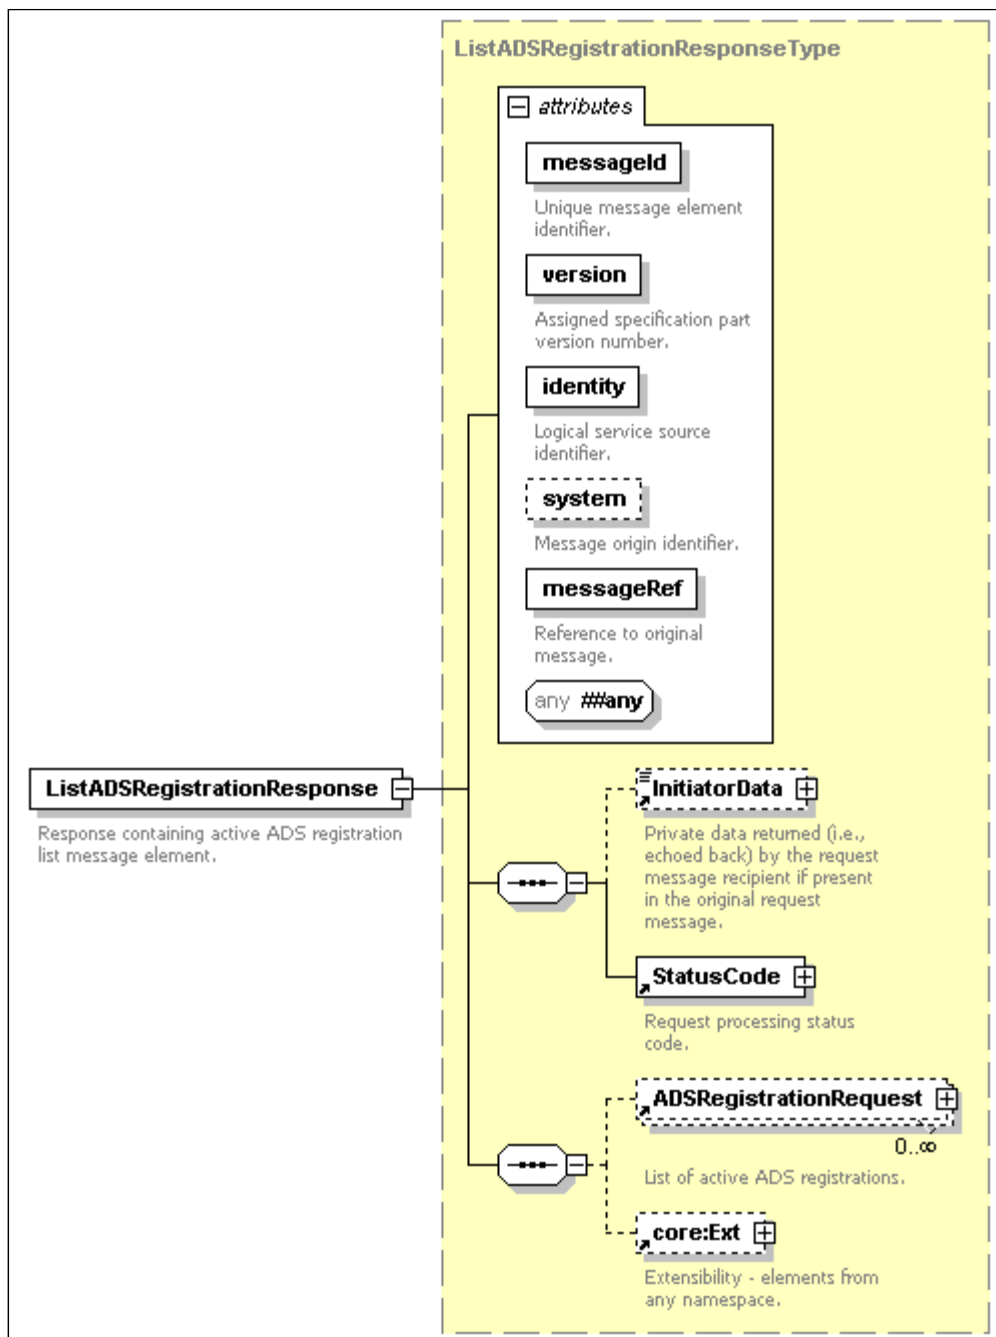 ListADSRegistrationResponseType
attributes
messageId
Unique message element
identifier.
version
Assigned specification part
version number.
identity
Logical service source
identifier.
system
Message origin identifier.
messageRef
Reference to original
message.
any ##any
ListADSRegistrationResponse
Response containing active ADS registration
list message element.
InitiatorData
Private data returned (i.e.,
echoed back) by the request
message recipient if present
in the original request
message.
StatusCode
Request processing status
code.
ADSRegistrationRequest
0..∞
List of active ADS registrations.
core:Ext
Extensibility - elements from
any namespace.